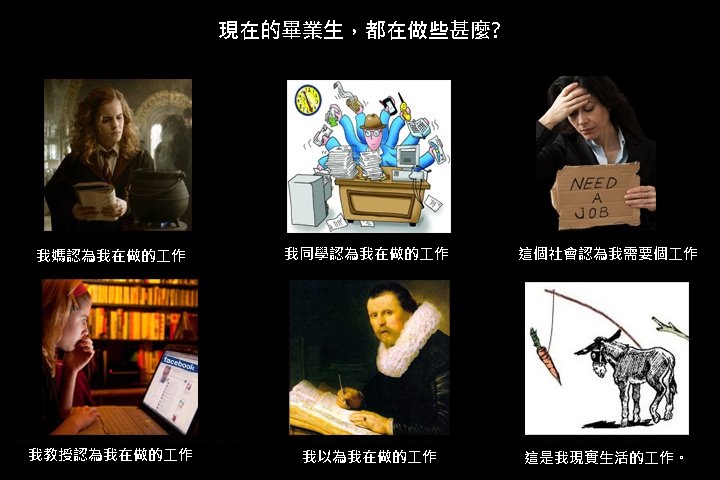 現在的畢業生，都在做些甚麼?
NEED
A
JOB
我媽認為我在做的工作
我同學認為我在做的工作
這個社會認為我需要個工作
facebook
我教授認為我在做的工作
我以為我在做的工作
這是我現實生活的工作。